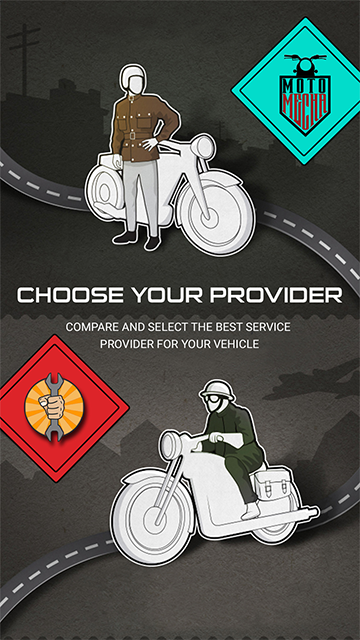 MOTO
MECHA
CHOOSE YOUR PROVIDER
COMPARE AND SELECT THE BEST SERVICE
PROVIDER FOR YOUR VEHICLE